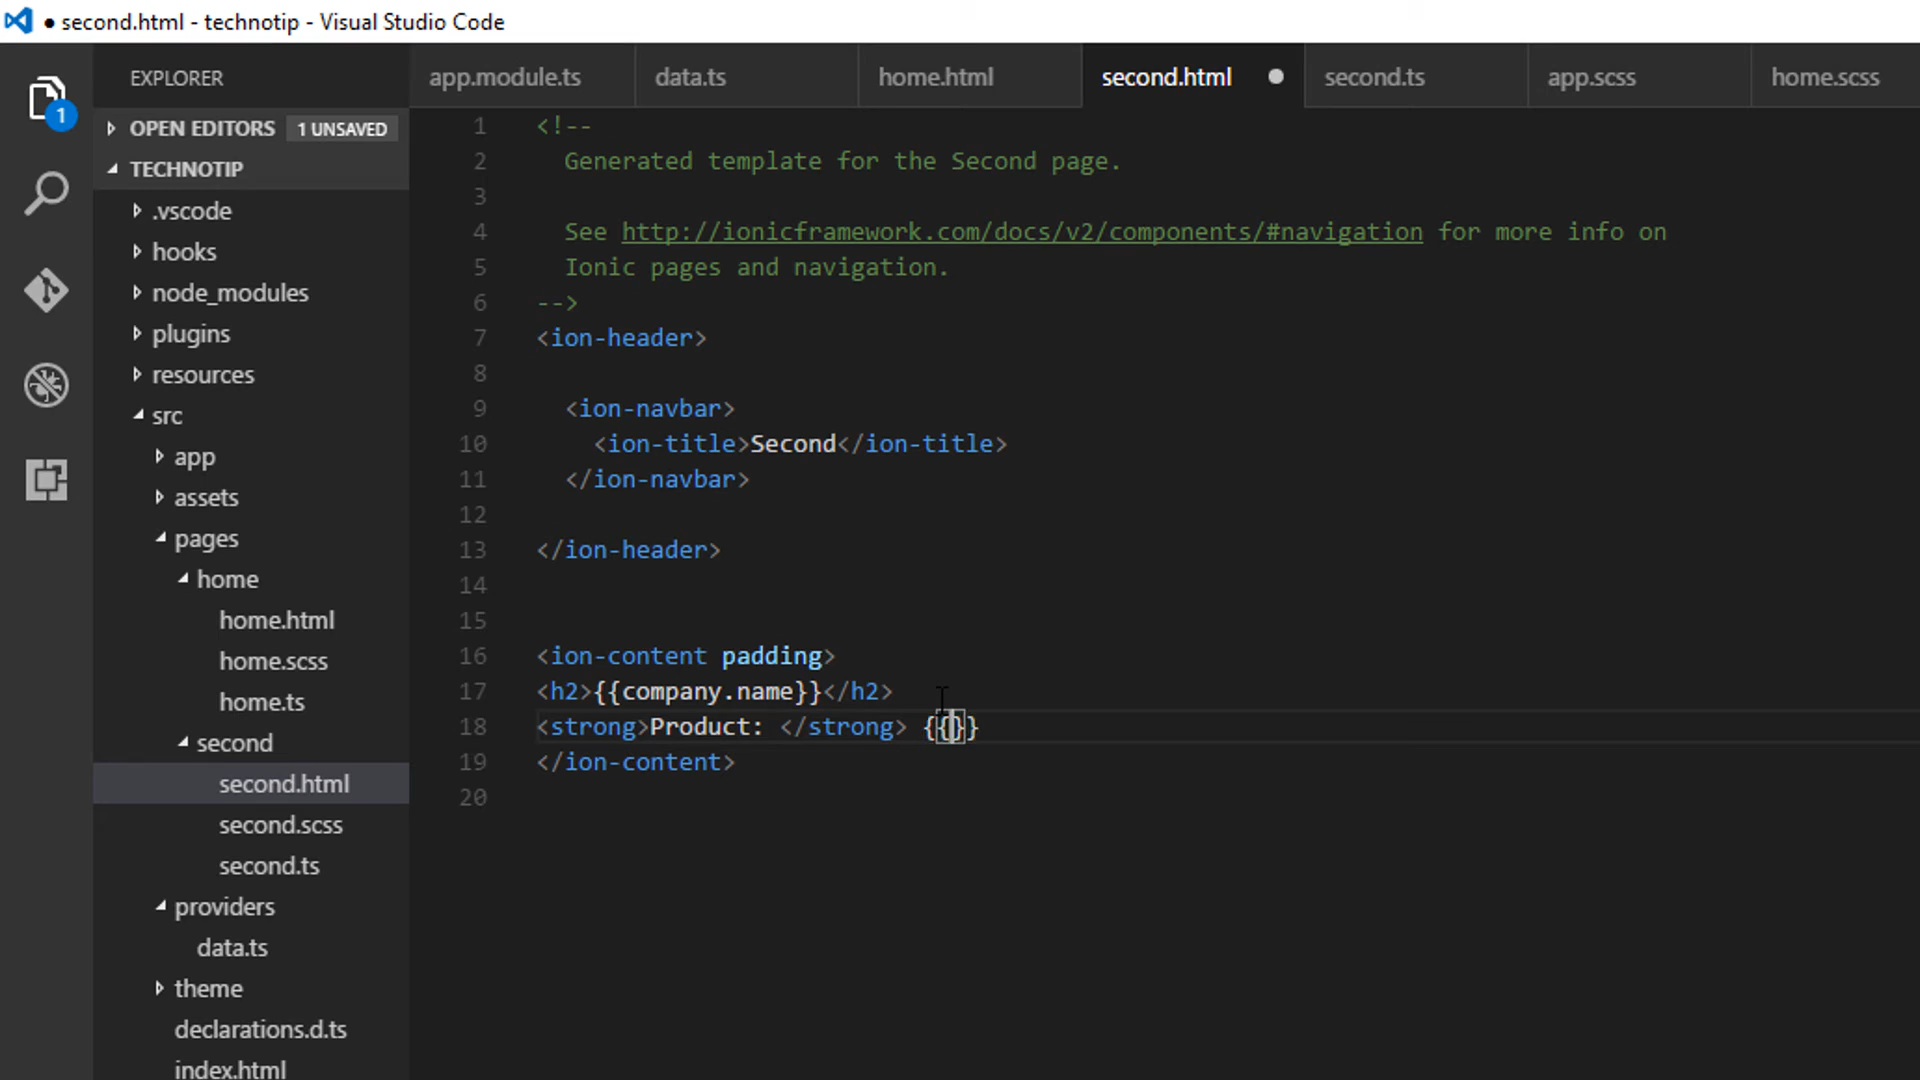 ● second.html - technotip - Visual Studio Code
EXPLORER
1
OPEN EDITORS 1 UNSAVED
TECHNOTIP
.vscode
hooks
node_modules
plugins
resources
src
app
assets
pages
home
home.html
home.scss
home.ts
second
second.html
second.scss
second.ts
providers
data.ts
theme
declarations.d.ts
index.html
app.module.ts data.ts home.html second.html ● second.ts app.scss home.scss
1 <!--
2 Generated template for the Second page.
3
4 See http://ionicframework.com/docs/v2/components/#navigation for more info on
5 Ionic pages and navigation.
6 -->
7 <ion-header>
8
9 <ion-navbar>
10 <ion-title>Second</ion-title>
11 </ion-navbar>
12
13 </ion-header>
14
15
16 <ion-content padding>
17 <h2>{{company.name}}</h2>
18 <strong>Product: </strong> {{}}
19 </ion-content>
20